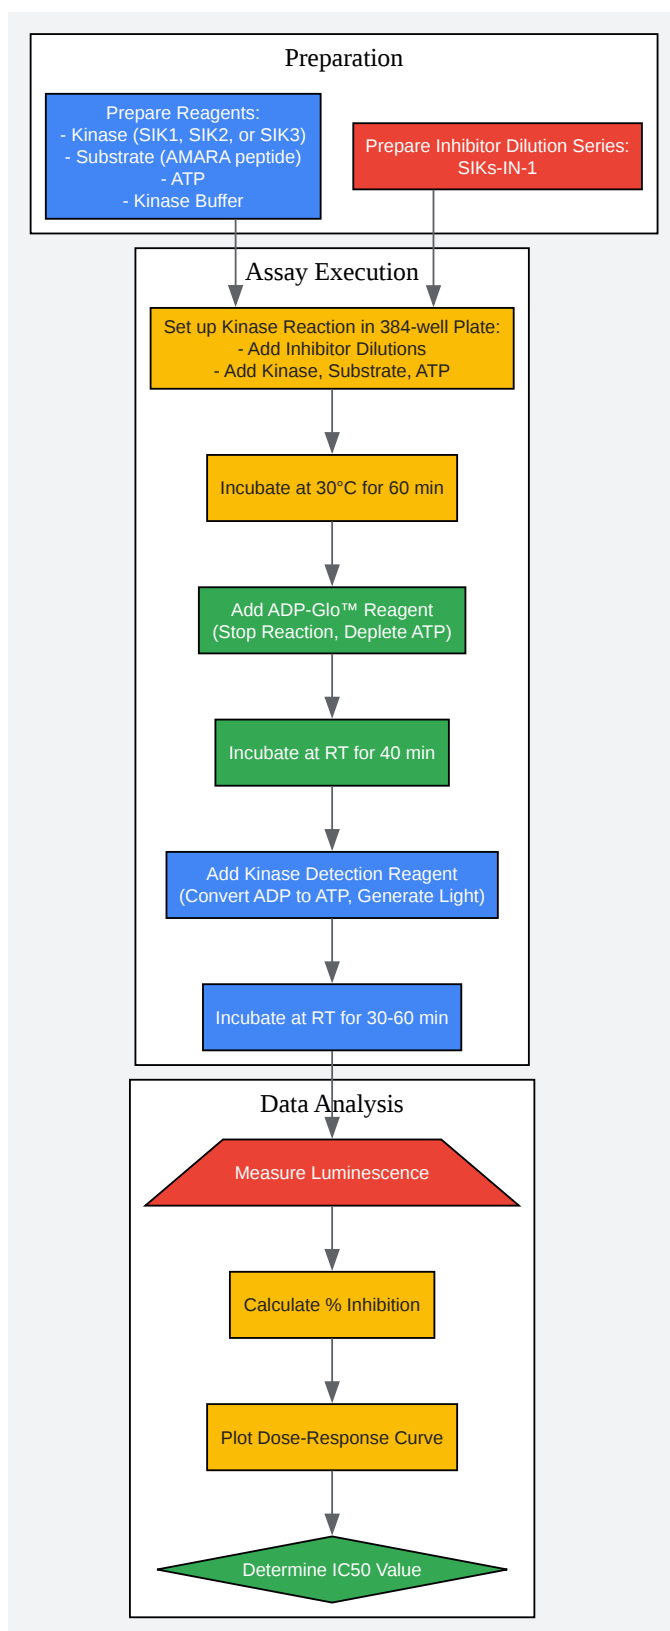 Preparation
Prepare Reagents:
- Kinase (SIK1, SIK2, or SIK3)
- Substrate (AMARA peptide)
- ATP
- Kinase Buffer
Prepare Inhibitor Dilution Series:
SIKs-IN-1
Assay Execution
Set up Kinase Reaction in 384-well Plate:
- Add Inhibitor Dilutions
- Add Kinase, Substrate, ATP
Incubate at 30°C for 60 min
Add ADP-Glo™ Reagent
(Stop Reaction, Deplete ATP)
Incubate at RT for 40 min
Add Kinase Detection Reagent
(Convert ADP to ATP, Generate Light)
Incubate at RT for 30-60 min
Data Analysis
Measure Luminescence
Calculate % Inhibition
Plot Dose-Response Curve
Determine IC50 Value